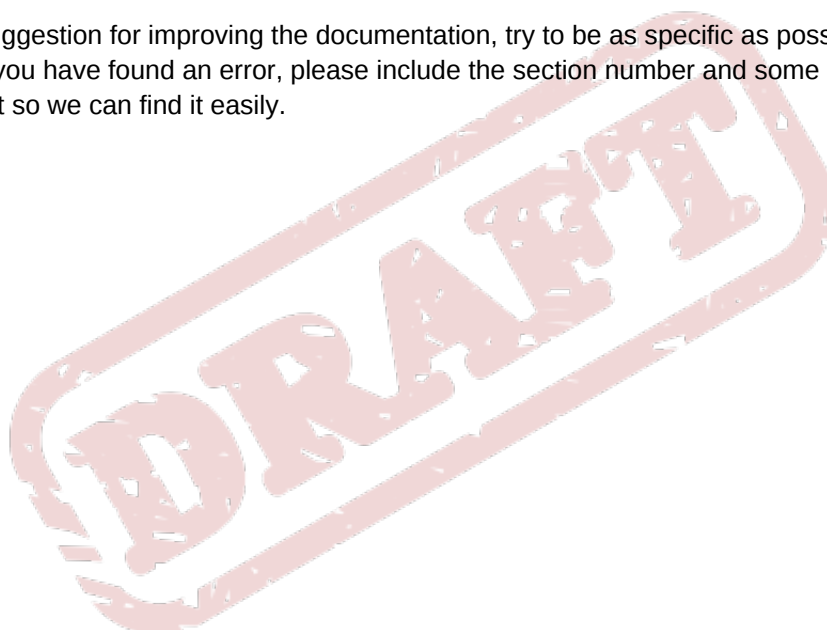 ggestion for improving the documentation, try to be as specific as poss
you have found an error, please include the section number and some
t so we can find it easily.
DRAFT